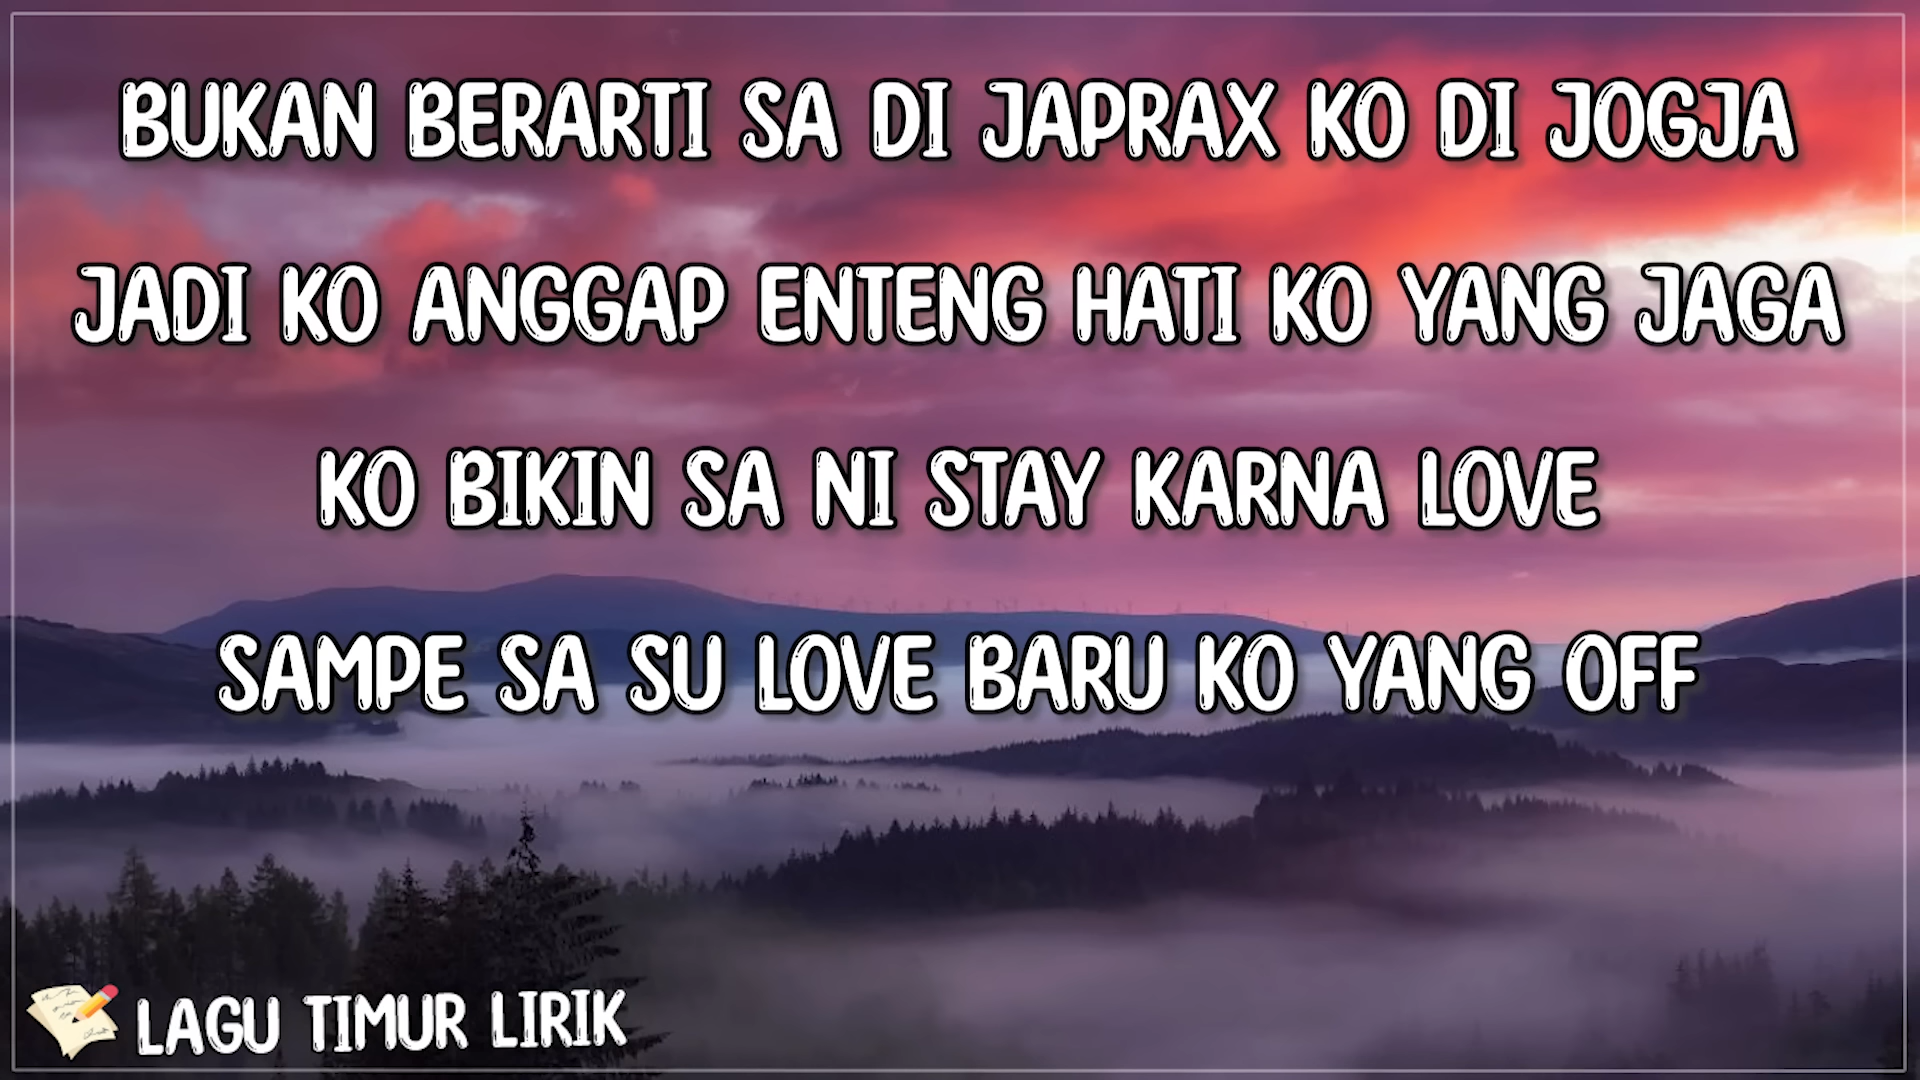 BUKAN BERARTI SA DI JAPRAX KO DI JOGJA
JADI KO ANGGAP ENTENG HATI KO YANG JAGA
KO BIKIN SA NI STAY KARNA LOVE
SAMPE SA SU LOVE BARU KO YANG OFF
LAGU TIMUR LIRIK